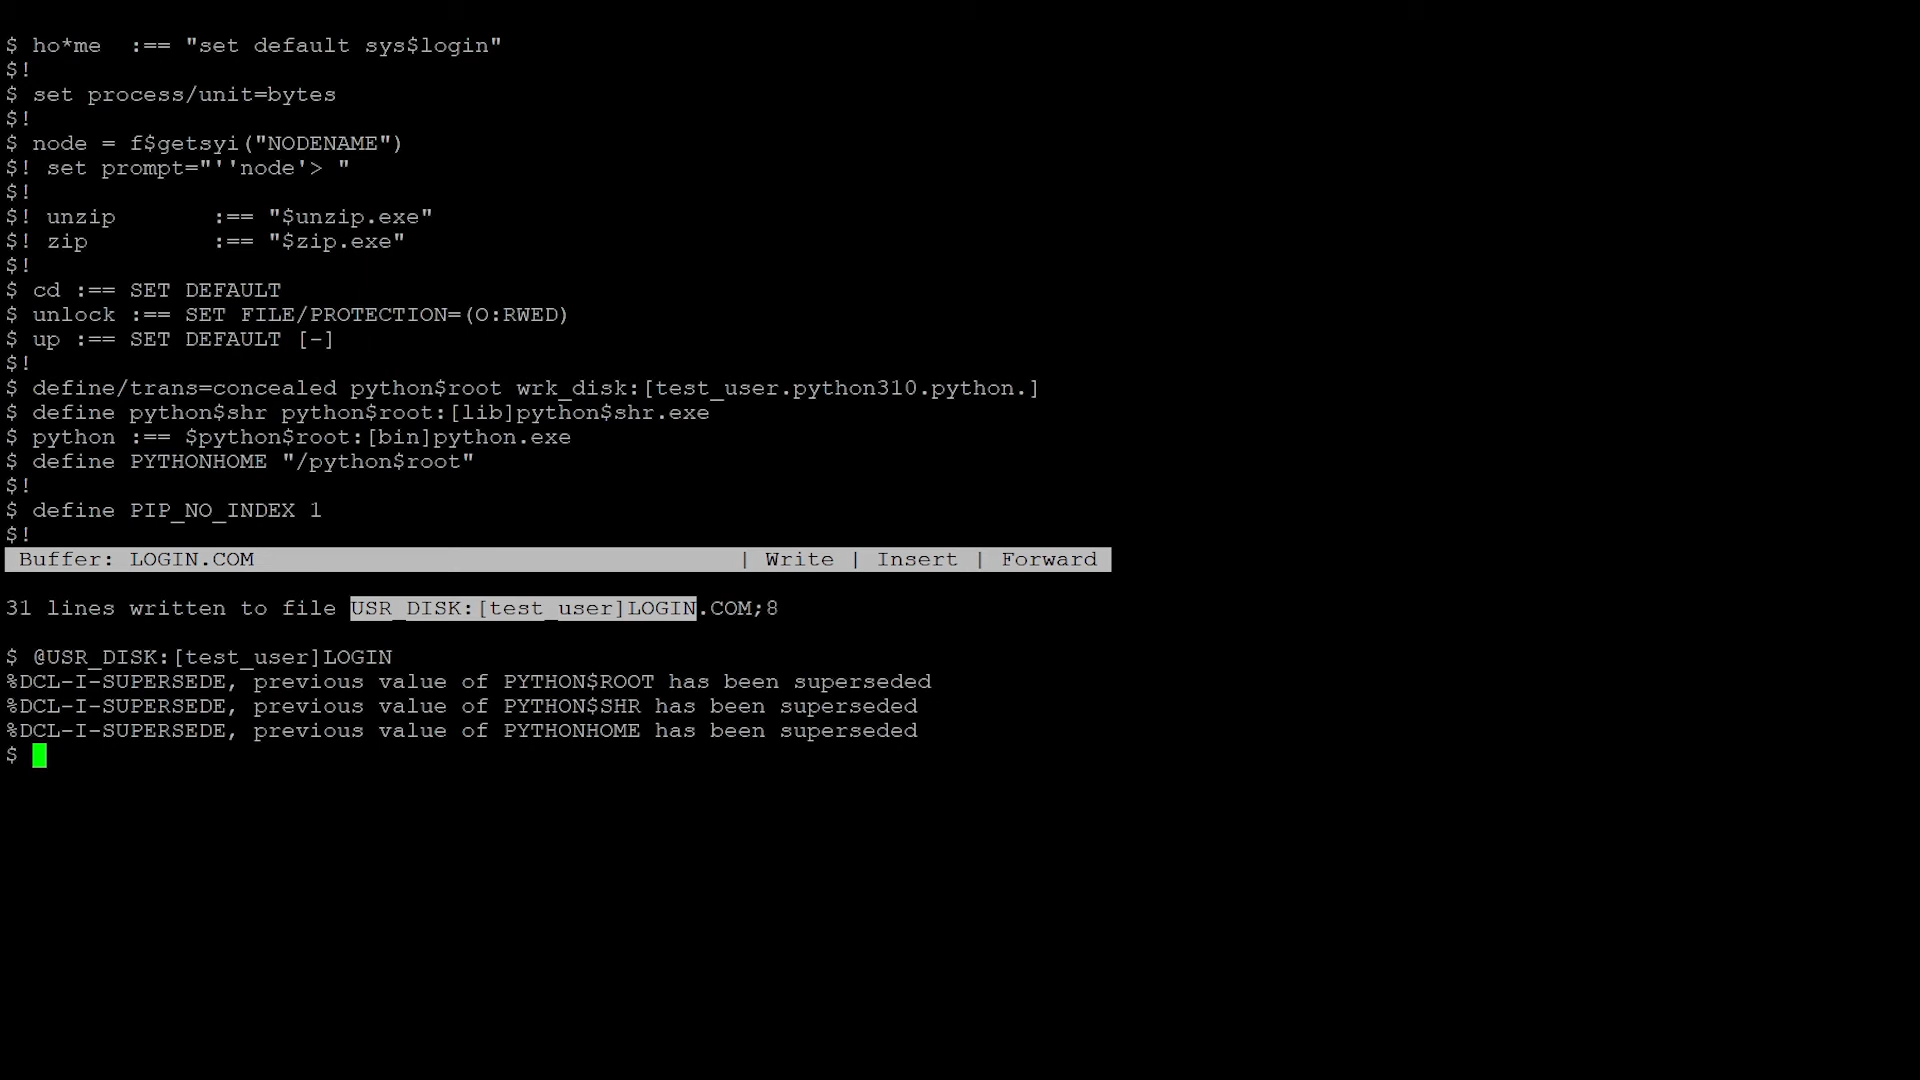 $ ho*me  :== "set default sys$login"
$!
$ set process/unit=bytes
$!
$ node = f$getsyi("NODENAME")
$! set prompt="''node'> "
$!
$! unzip       :== "$unzip.exe"
$! zip         :== "$zip.exe"
$!
$ cd :== SET DEFAULT
$ unlock :== SET FILE/PROTECTION=(O:RWED)
$ up :== SET DEFAULT [-]
$!
$ define/trans=concealed python$root wrk_disk:[test_user.python310.python.]
$ define python$shr python$root:[lib]python$shr.exe
$ python :== $python$root:[bin]python.exe
$ define PYTHONHOME "/python$root"
$!
$ define PIP_NO_INDEX 1
$!
Buffer: LOGIN.COM                                   | Write | Insert | Forward
31 lines written to file USR_DISK:[test_user]LOGIN.COM;8
$ @USR_DISK:[test_user]LOGIN
%DCL-I-SUPERSEDE, previous value of PYTHON$ROOT has been superseded
%DCL-I-SUPERSEDE, previous value of PYTHON$SHR has been superseded
%DCL-I-SUPERSEDE, previous value of PYTHONHOME has been superseded
$